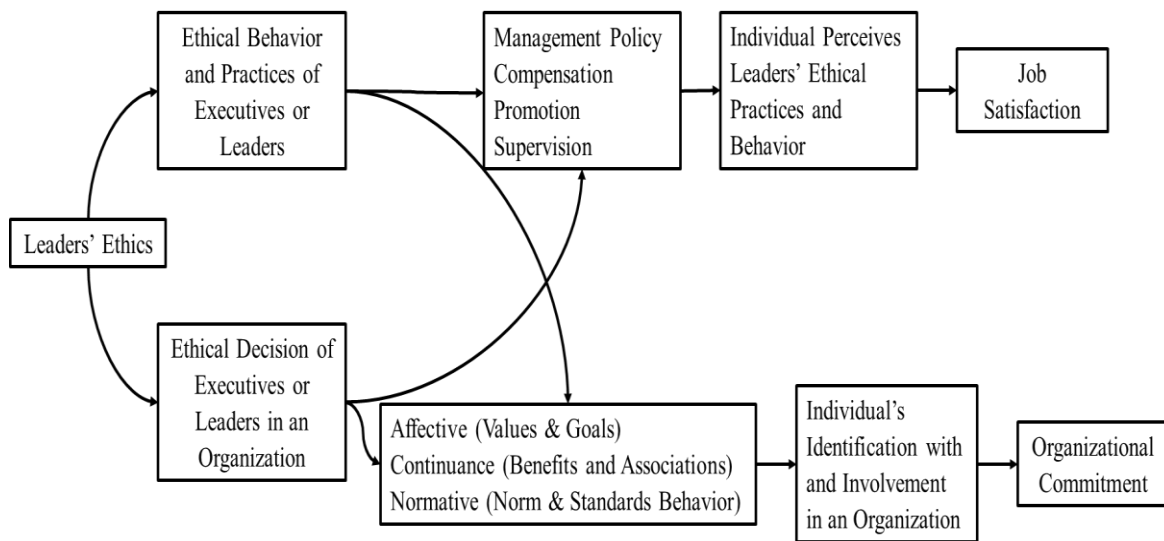 Ethical Behavior
and Practices of
Executives or
Leaders
Management Policy
Compensation
Promotion
Supervision
Individual Perceives
Leaders' Ethical
Practices and
Behavior
Job
Satisfaction
Leaders' Ethics
Ethical Decision of
Executives or
Leaders in an
Organization
Affective (Values & Goals)
Continuance (Benefits and Associations)
Normative (Norm & Standards Behavior)
Individual's
Identification with
and Involvement
in an Organization
Organizational
Commitment